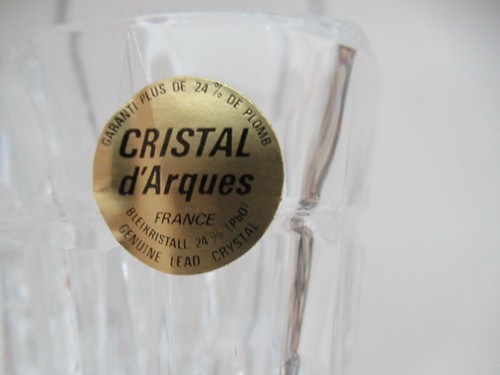 GARANTI PLUS DE 24 % DE PLOMB
CRISTAL
d'Arques
FRANCE
BLEIKRISTALL 24 % (PbO)
GENUINE LEAD CRYSTAL